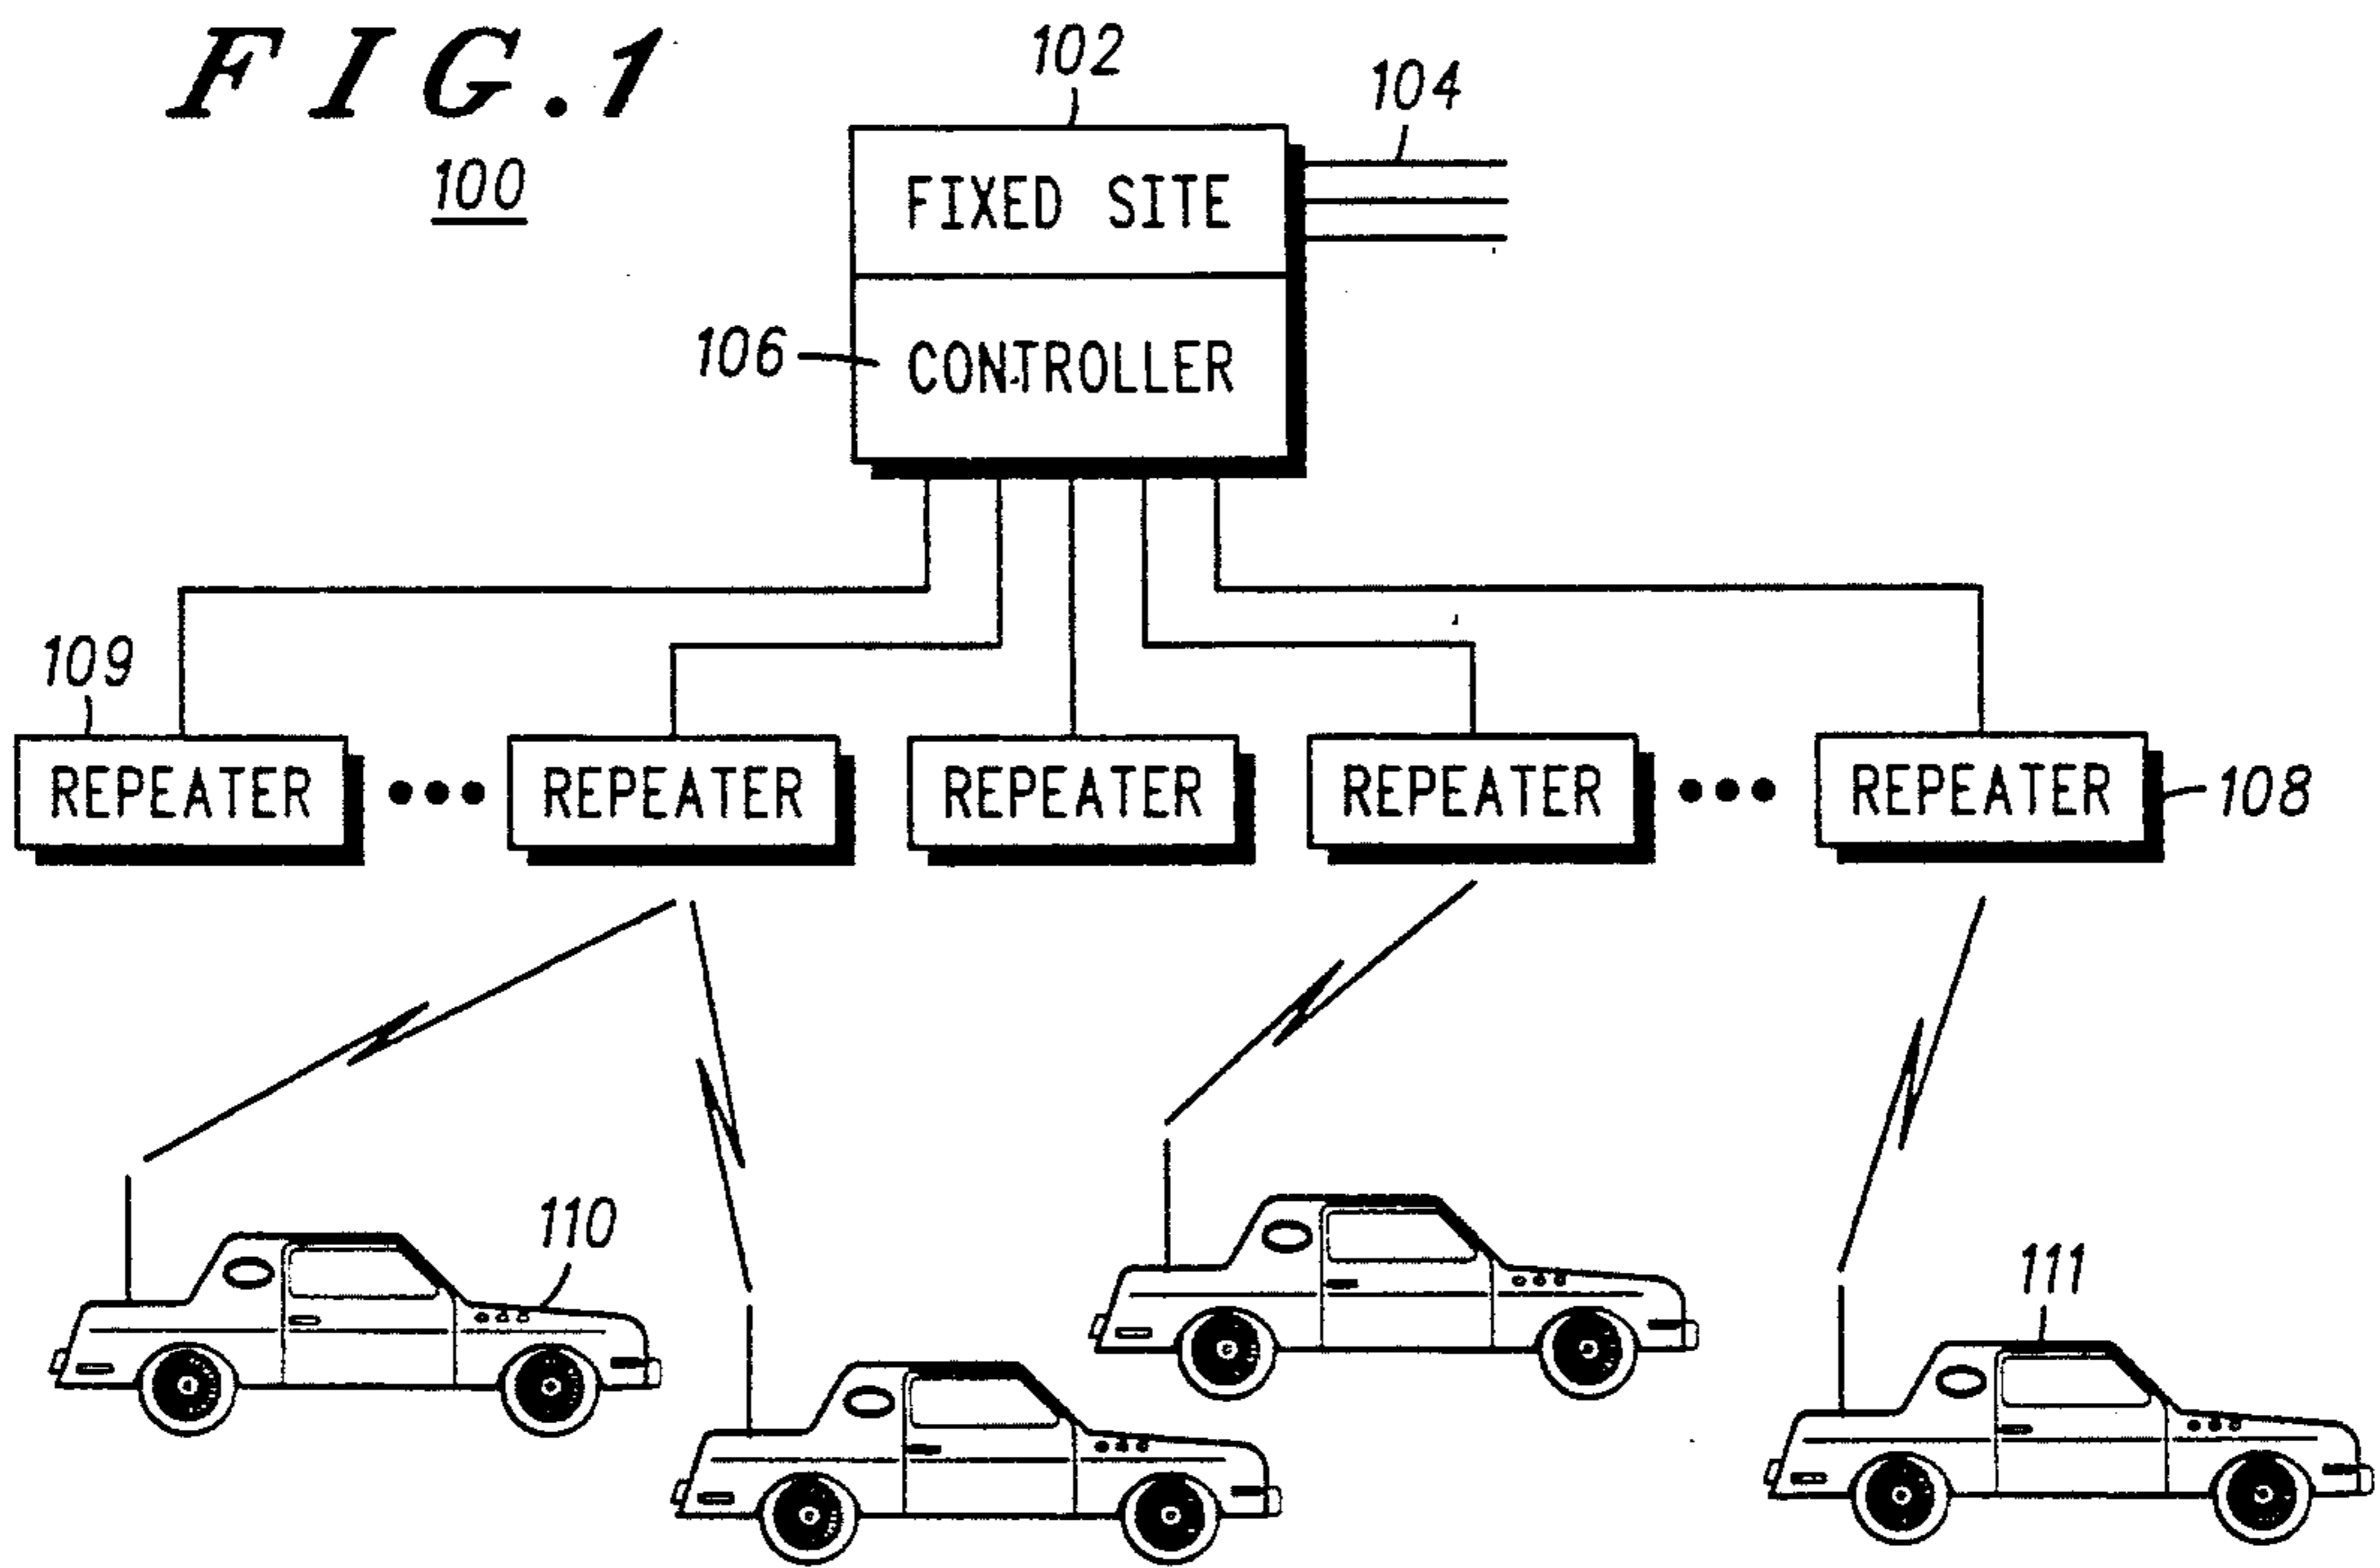 FIG.1
100
102
104
FIXED SITE
106
CONTROLLER
109
REPEATER ••• REPEATER REPEATER REPEATER ••• REPEATER
108
110
111